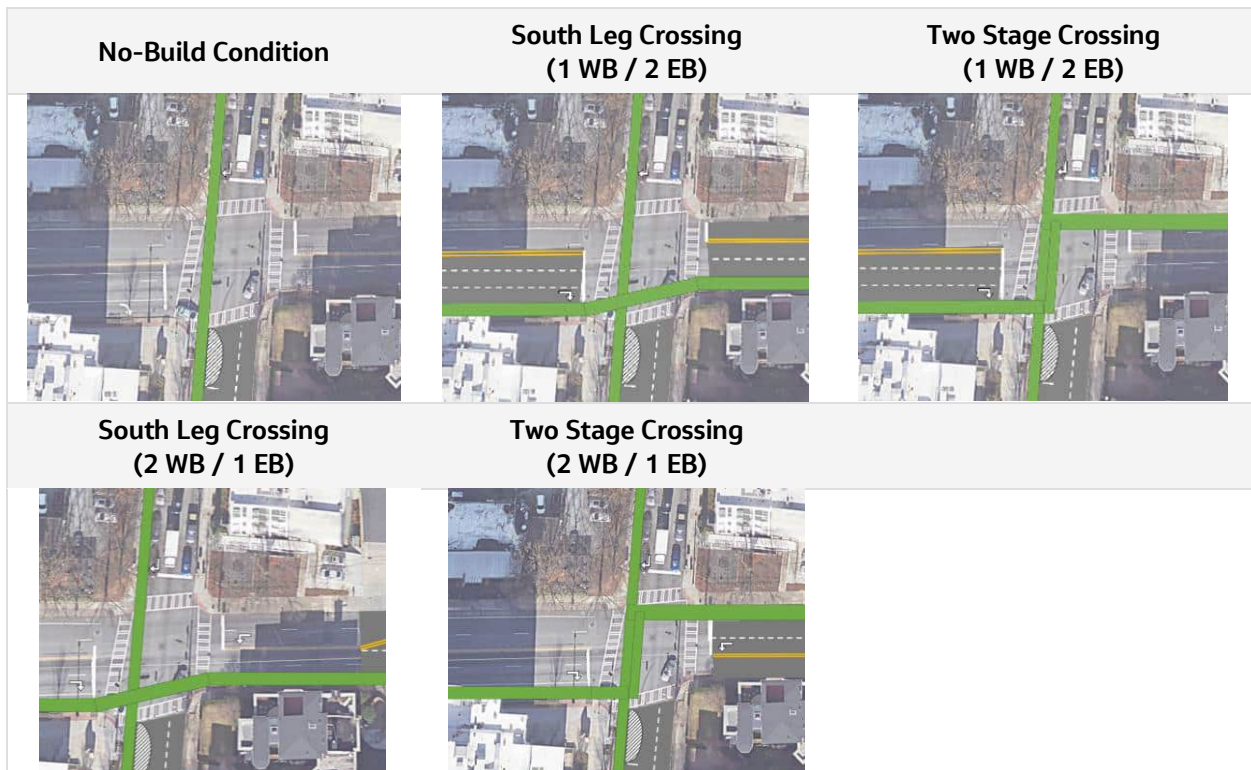 No-Build Condition
South Leg Crossing
(1 WB / 2 EB)
Two Stage Crossing
(1 WB / 2 EB)
South Leg Crossing
(2 WB / 1 EB)
Two Stage Crossing
(2 WB / 1 EB)